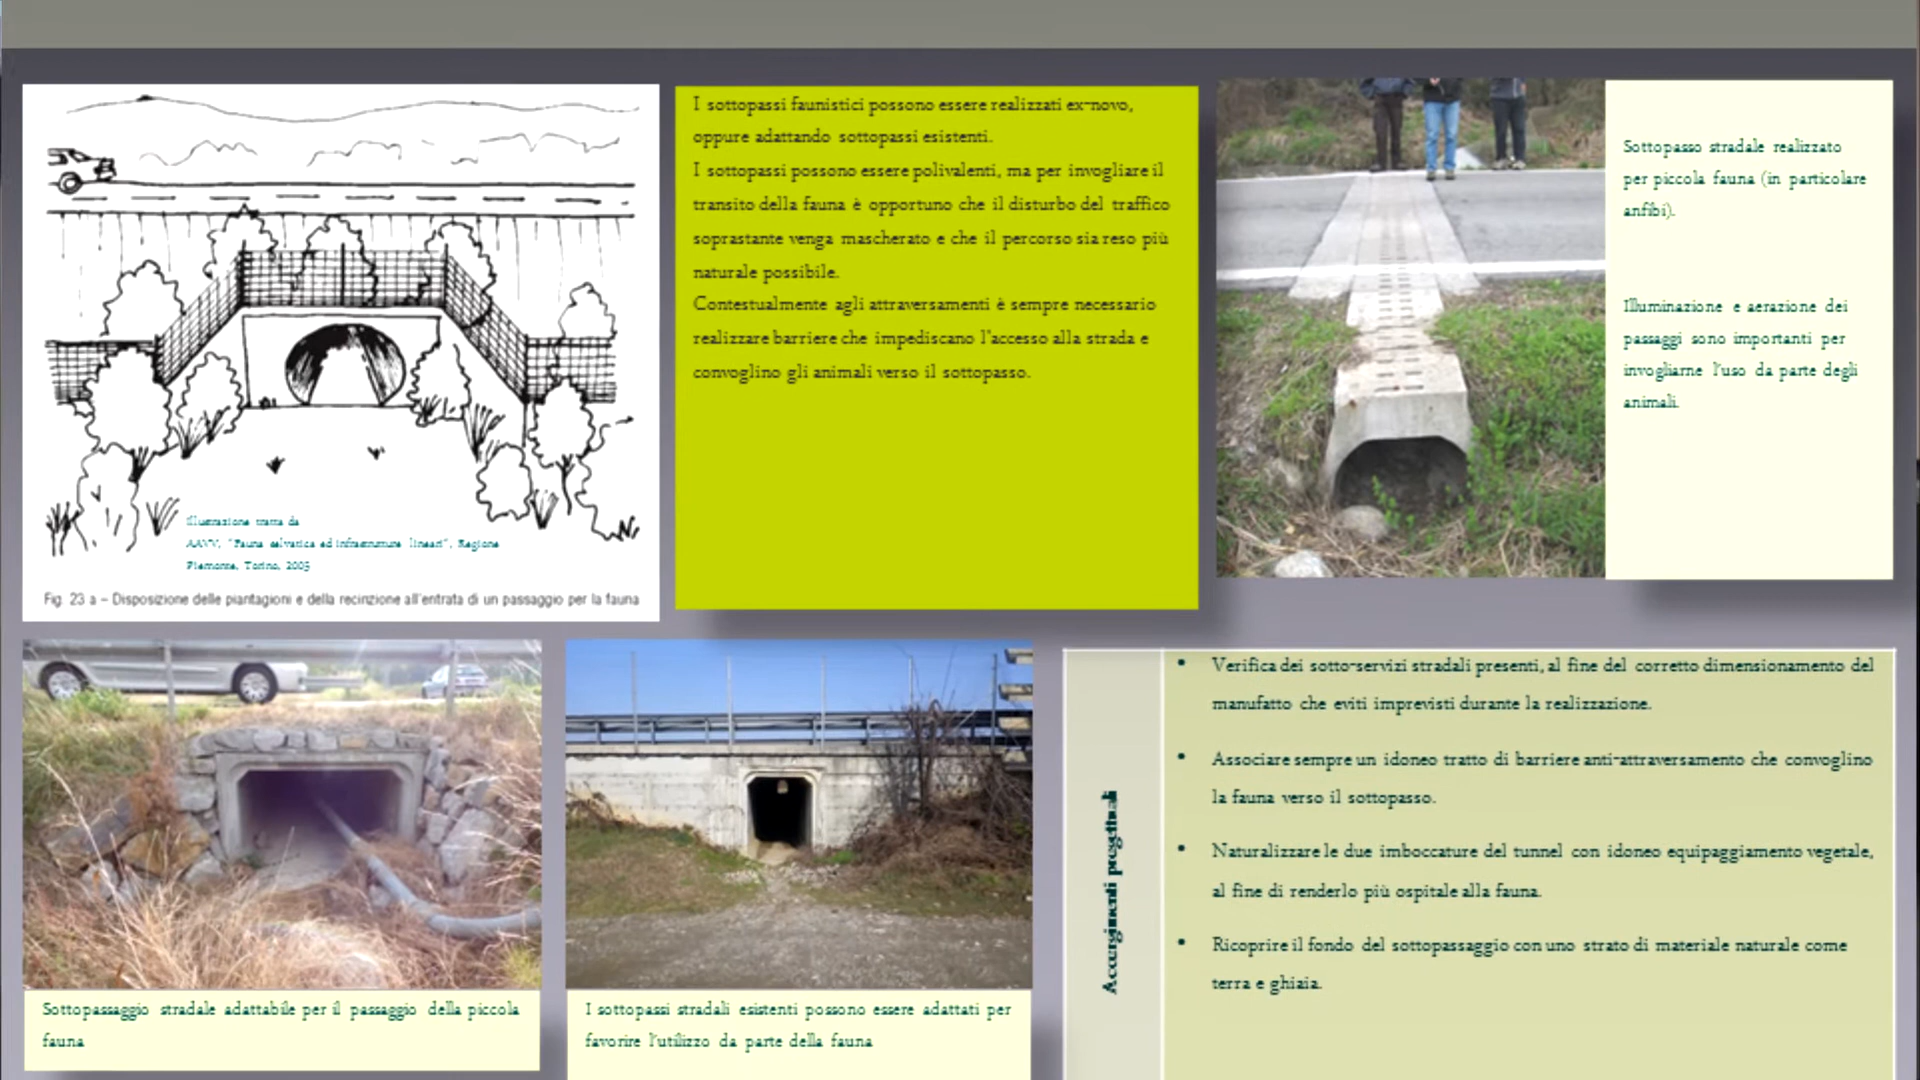 I sottopassi faunistici possono essere realizzati ex-novo,
oppure adattando sottopassi esistenti.
I sottopassi possono essere polivalenti, ma per invogliare il
transito della fauna è opportuno che il disturbo del traffico
soprastante venga mascherato e che il percorso sia reso più
naturale possibile.
Contestualmente agli attraversamenti è sempre necessario
realizzare barriere che impediscano l'accesso alla strada e
convoglino gli animali verso il sottopasso.
Sottopasso stradale realizzato
per piccola fauna (in particolare
anfibi).
Illuminazione e aerazione dei
passaggi sono importanti per
invogliarne l'uso da parte degli
animali.
Illustrazione tratta da
AAVV, "Fauna selvatica ed infrastrutture lineari", Regione
Piemonte, Torino, 2005
Fig. 23 a – Disposizione delle piantagioni e della recinzione all'entrata di un passaggio per la fauna
Sottopassaggio stradale adattabile per il passaggio della piccola
fauna
I sottopassi stradali esistenti possono essere adattati per
favorire l'utilizzo da parte della fauna
Accorgimenti progettuali
• Verifica dei sotto-servizi stradali presenti, al fine del corretto dimensionamento del
manufatto che eviti imprevisti durante la realizzazione.
• Associare sempre un idoneo tratto di barriere anti-attraversamento che convoglino
la fauna verso il sottopasso.
• Naturalizzare le due imboccature del tunnel con idoneo equipaggiamento vegetale,
al fine di renderlo più ospitale alla fauna.
• Ricoprire il fondo del sottopassaggio con uno strato di materiale naturale come
terra e ghiaia.